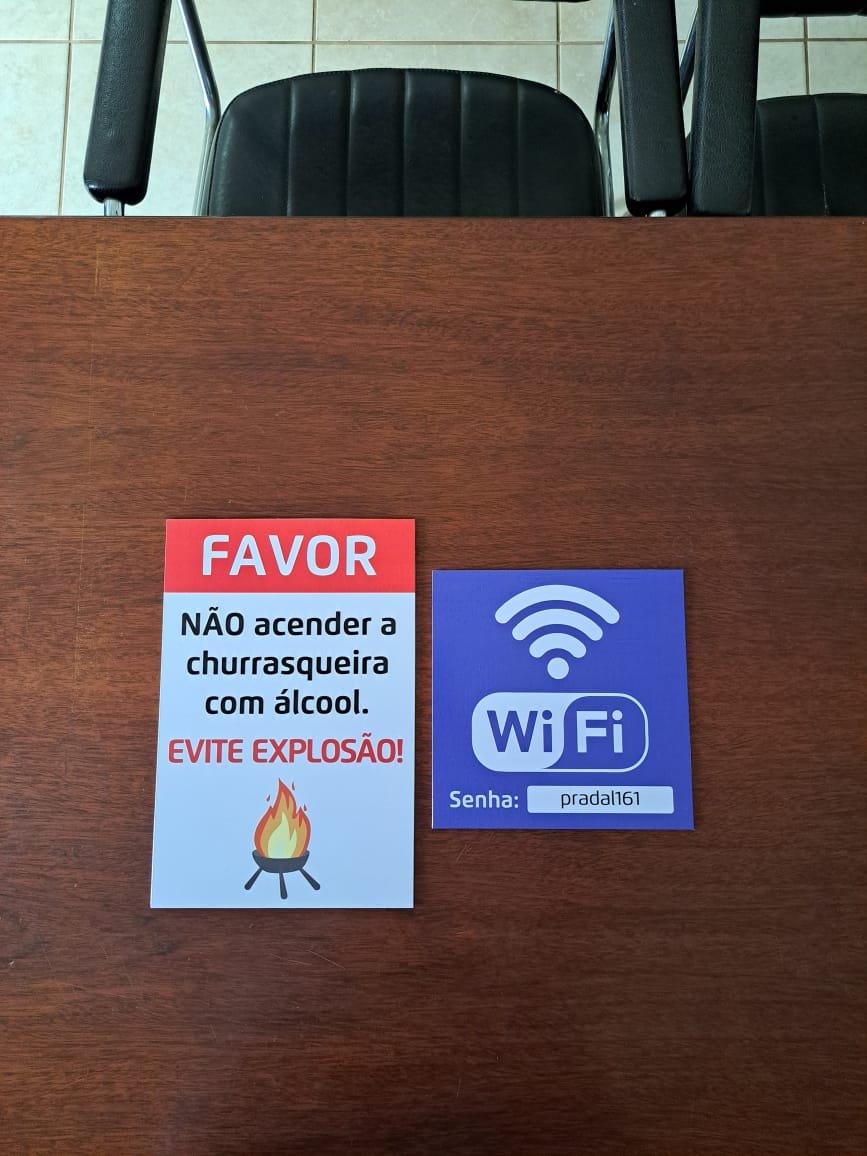 FAVOR
NÃO acender a
churrasqueira
com álcool.
EVITE EXPLOSÃO!
WiFi
Senha: pradal161